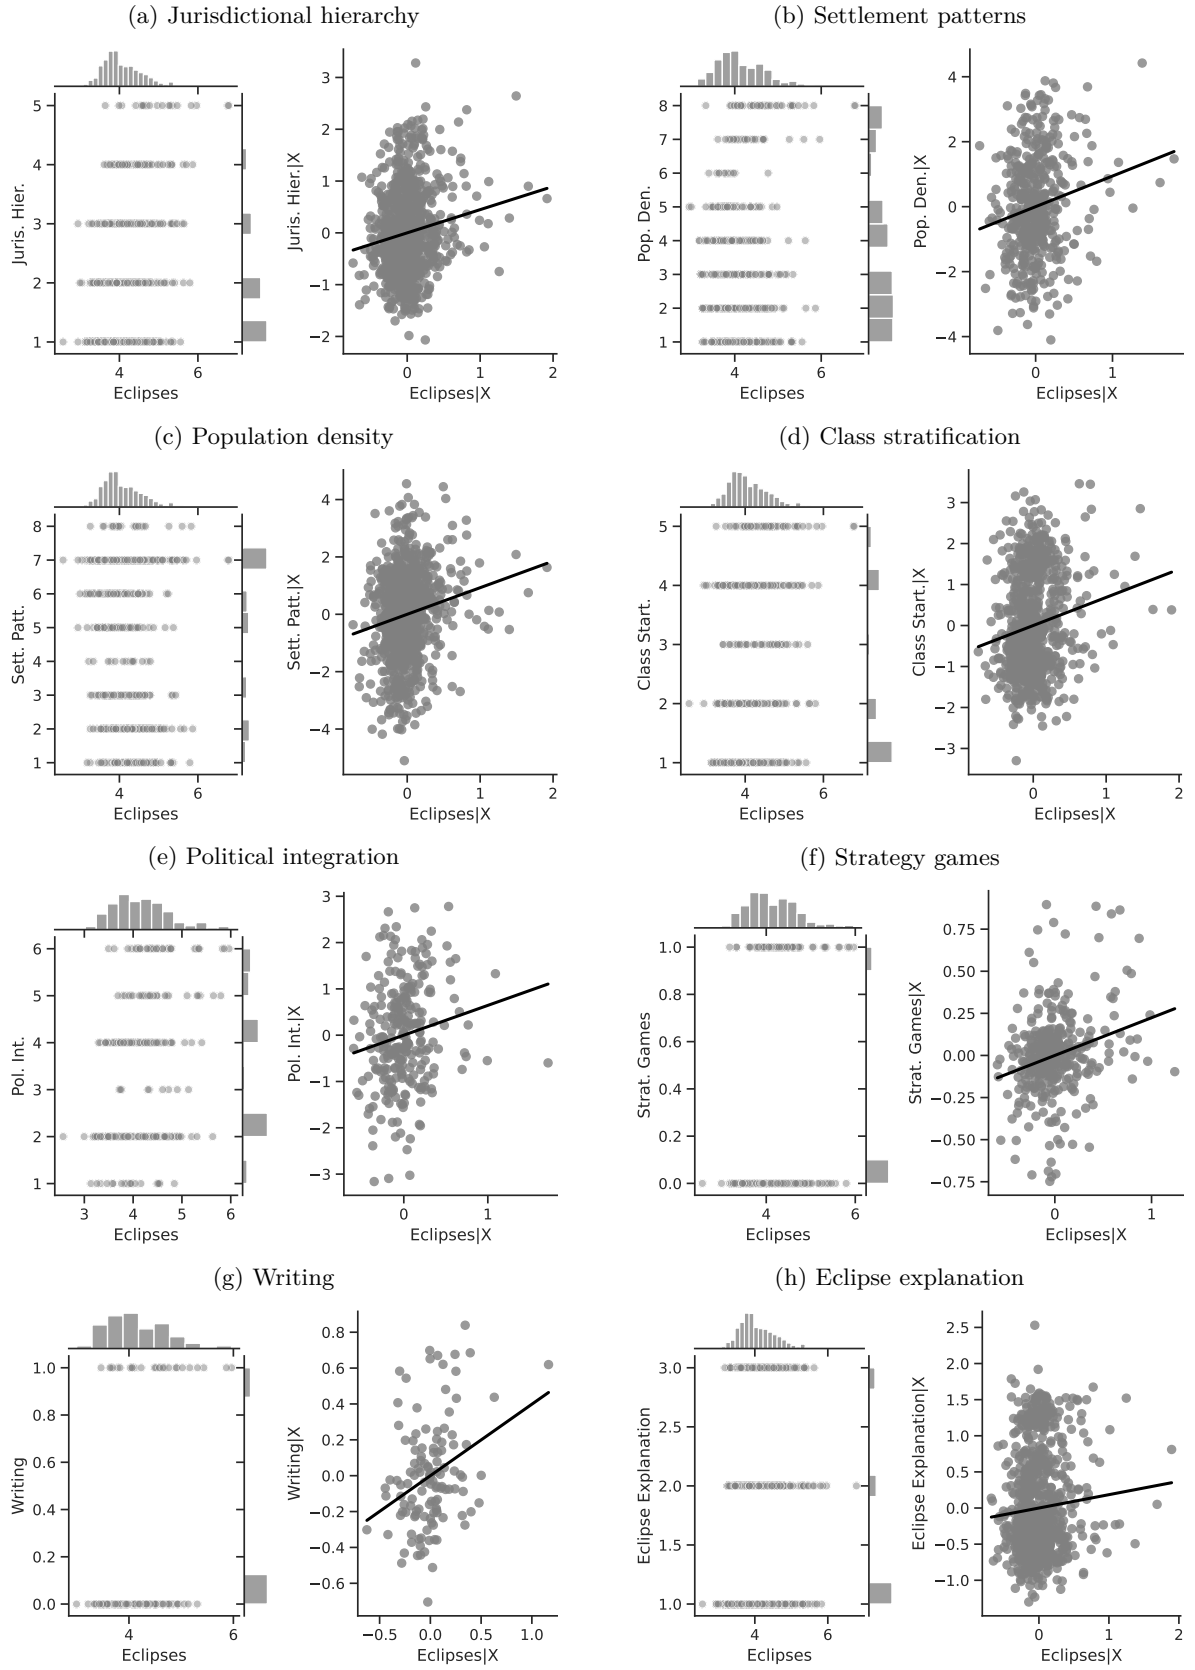 (a) Jurisdictional hierarchy
5
4
3
2
1
Juris. Hier.
4 6
Eclipses
3
2
1
0
−1
−2
Juris. Hier.|X
0 1 2
Eclipses|X
(b) Settlement patterns
8
7
6
5
4
3
2
1
Pop. Den.
4 6
Eclipses
4
2
0
−2
−4
Pop. Den.|X
0 1
Eclipses|X
(c) Population density
8
7
6
5
4
3
2
1
Sett. Patt.
4 6
Eclipses
4
2
0
−2
−4
Sett. Patt.|X
0 1 2
Eclipses|X
(d) Class stratification
5
4
3
2
1
Class Start.
4 6
Eclipses
3
2
1
0
−1
−2
−3
Class Start.|X
0 1 2
Eclipses|X
(e) Political integration
6
5
4
3
2
1
Pol. Int.
3 4 5 6
Eclipses
3
2
1
0
−1
−2
−3
Pol. Int.|X
0 1
Eclipses|X
(f) Strategy games
1.0
0.8
0.6
0.4
0.2
0.0
Strat. Games
4 6
Eclipses
0.75
0.50
0.25
0.00
−0.25
−0.50
−0.75
Strat. Games|X
0 1
Eclipses|X
(g) Writing
1.0
0.8
0.6
0.4
0.2
0.0
Writing
4 6
Eclipses
0.8
0.6
0.4
0.2
0.0
−0.2
−0.4
−0.6
Writing|X
−0.5 0.0 0.5 1.0
Eclipses|X
(h) Eclipse explanation
3.0
2.5
2.0
1.5
1.0
Eclipse Explanation
4 6
Eclipses
2.5
2.0
1.5
1.0
0.5
0.0
−0.5
−1.0
Eclipse Explanation|X
0 1 2
Eclipses|X